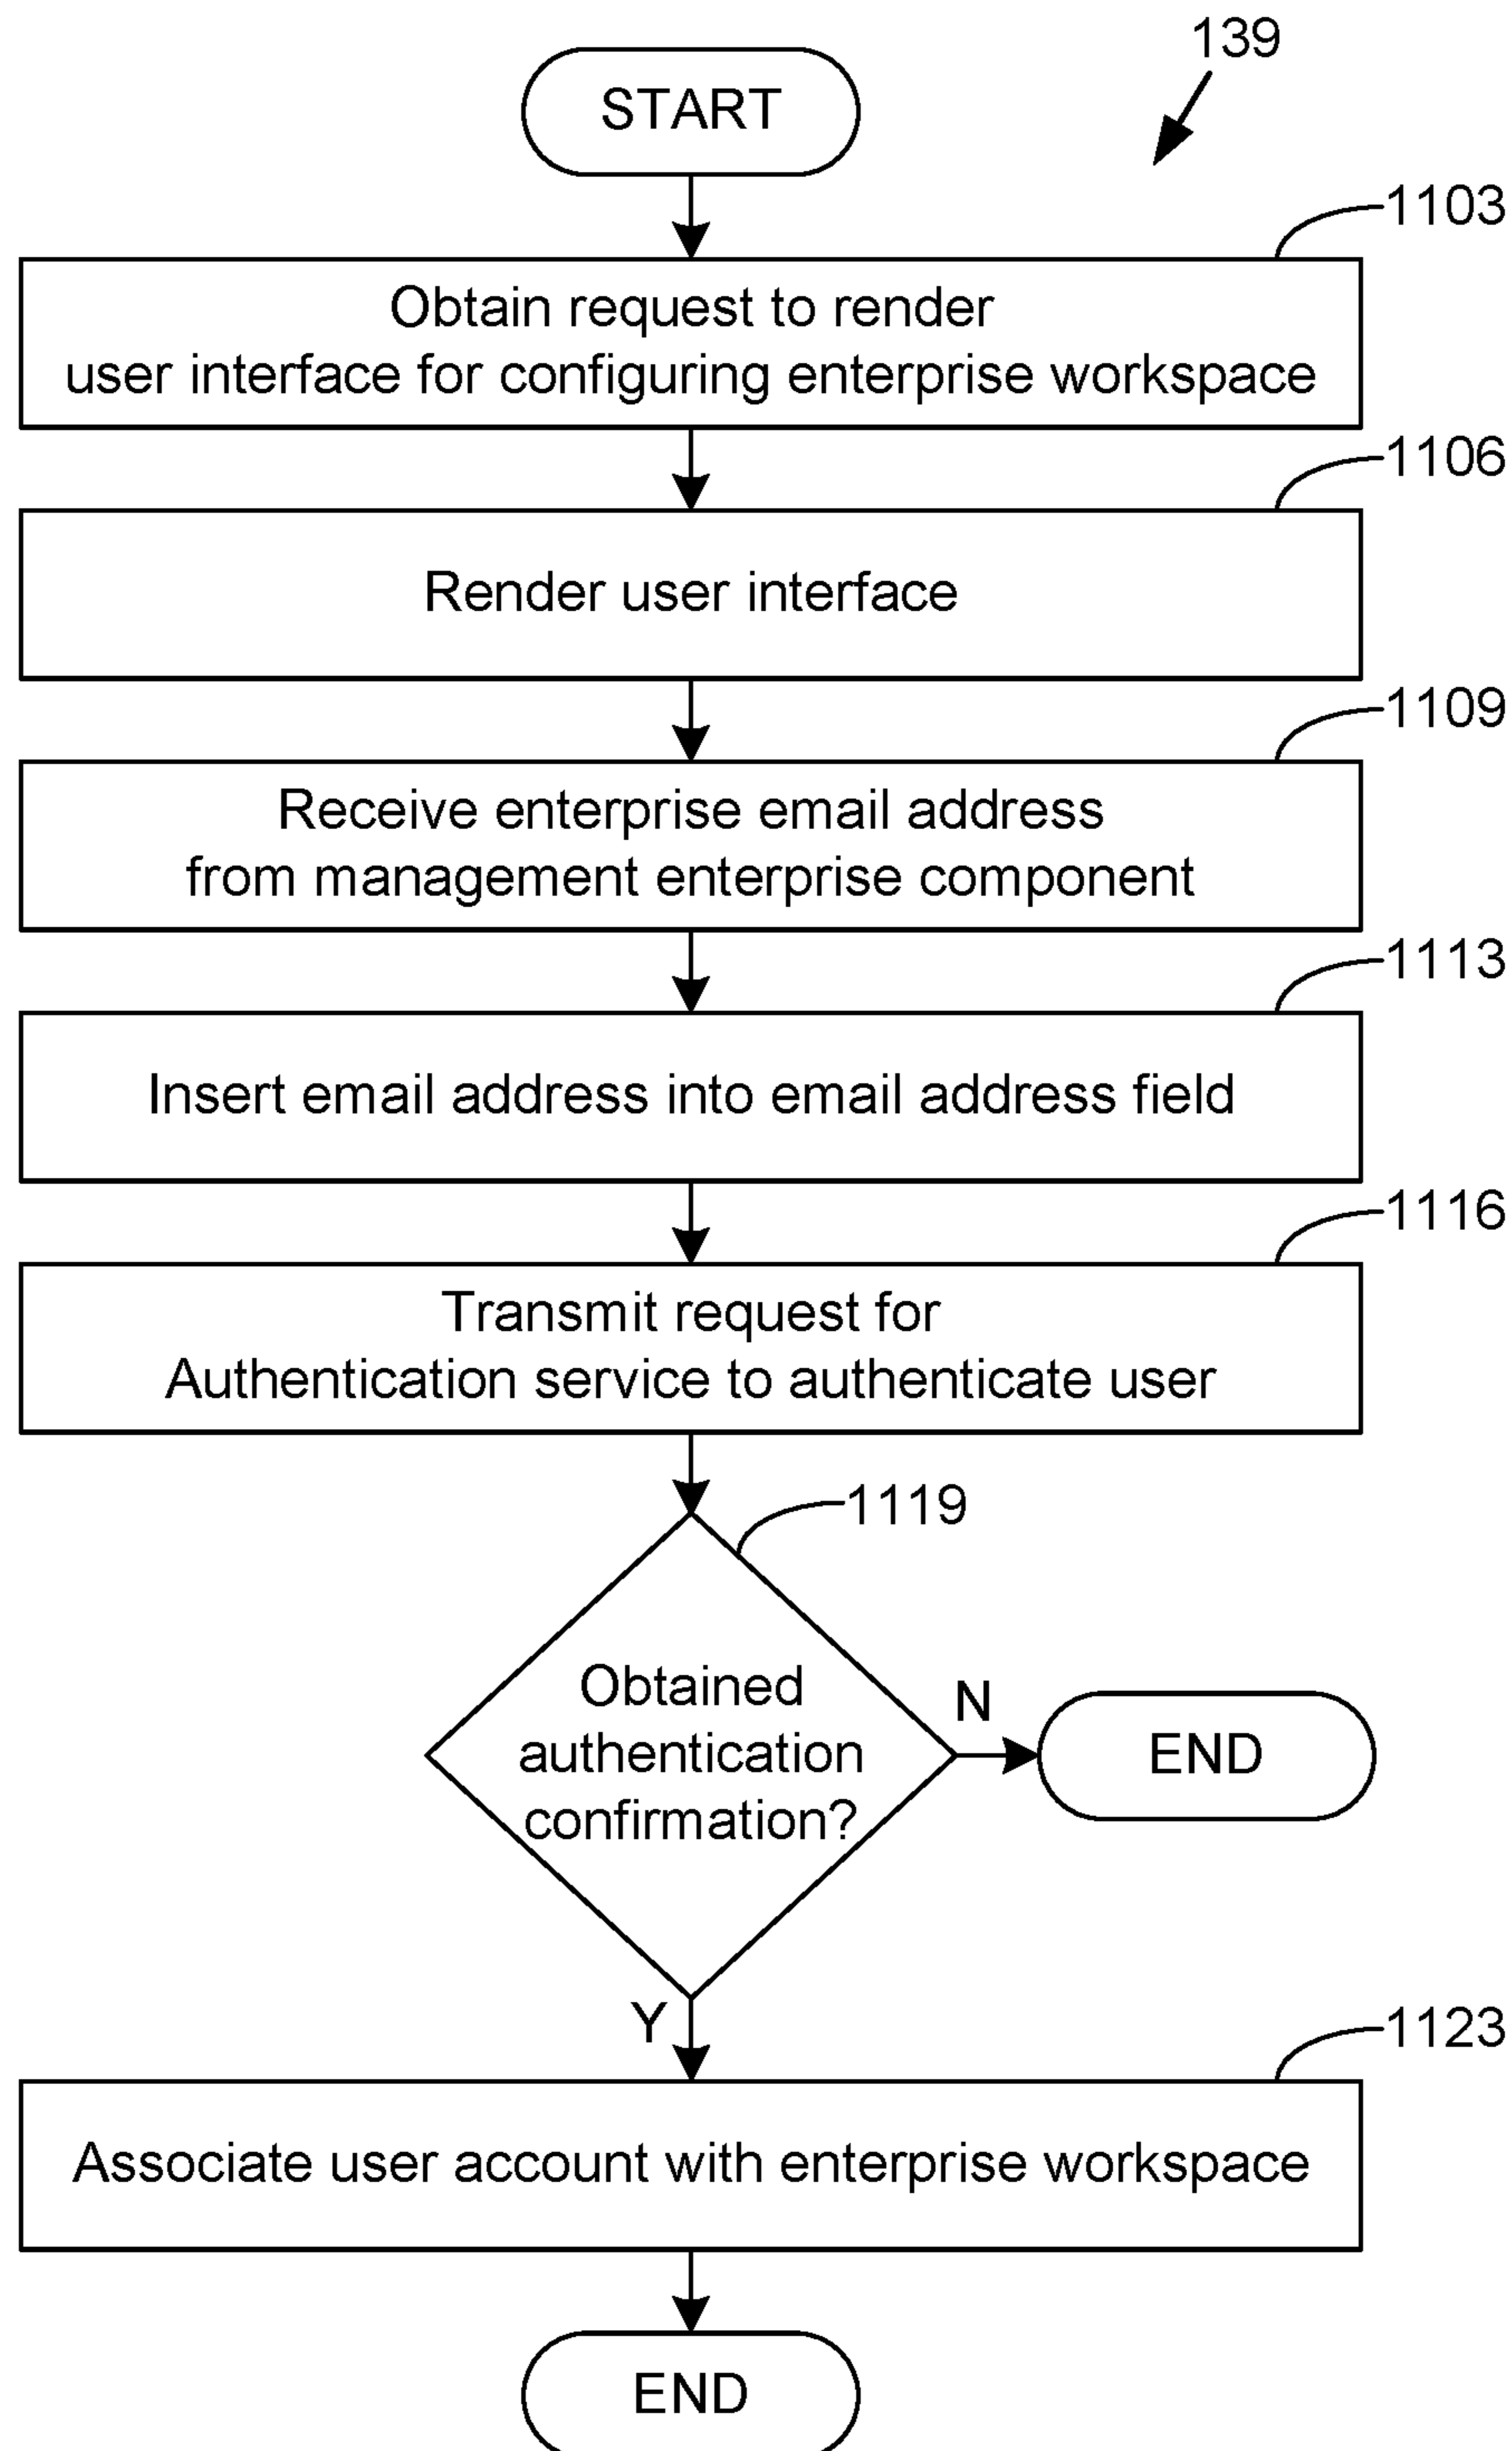 139
START
1103
Obtain request to render
user interface for configuring enterprise workspace
1106
Render user interface
1109
Receive enterprise email address
from management enterprise component
1113
Insert email address into email address field
1116
Transmit request for
Authentication service to authenticate user
1119
Obtained
authentication
confirmation?
N
END
Y
1123
Associate user account with enterprise workspace
END